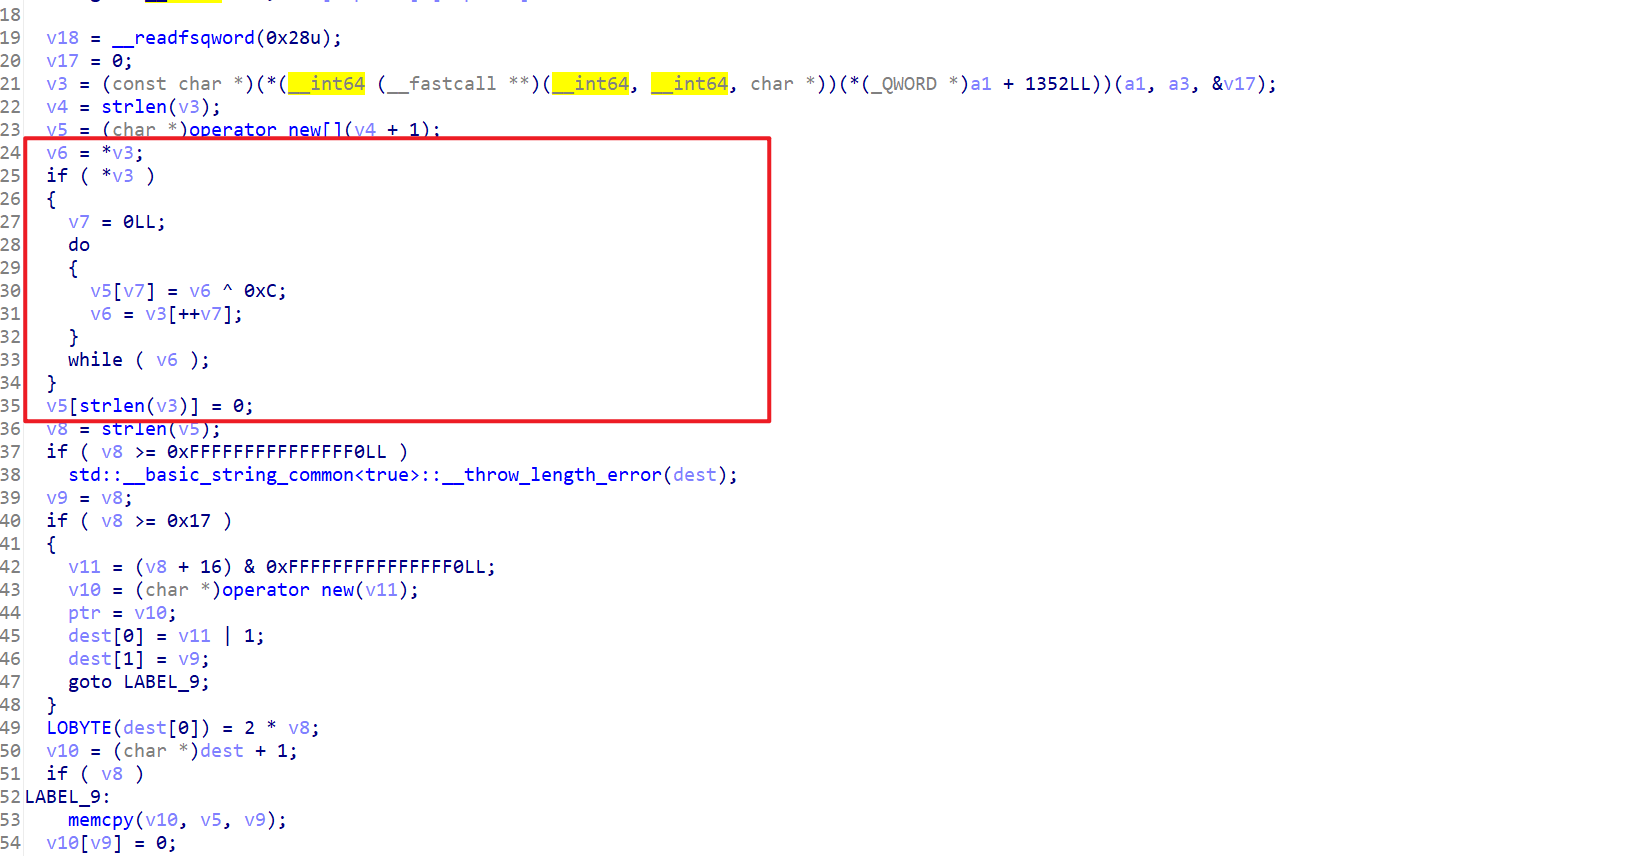 18
19 v18 = __readfsqword(0x28u);
20 v17 = 0;
21 v3 = (const char *)(*(__int64 (__fastcall **)(__int64, __int64, char *))(*(_QWORD *)a1 + 1352LL))(a1, a3, &v17);
22 v4 = strlen(v3);
23 v5 = (char *)operator new[](v4 + 1);
24 v6 = *v3;
25 if ( *v3 )
26 {
27 v7 = 0LL;
28 do
29 {
30 v5[v7] = v6 ^ 0xC;
31 v6 = v3[++v7];
32 }
33 while ( v6 );
34 }
35 v5[strlen(v3)] = 0;
36 v8 = strlen(v5);
37 if ( v8 >= 0xFFFFFFFFFFFFFFF0LL )
38 std::__basic_string_common<true>::__throw_length_error(dest);
39 v9 = v8;
40 if ( v8 >= 0x17 )
41 {
42 v11 = (v8 + 16) & 0xFFFFFFFFFFFFFFF0LL;
43 v10 = (char *)operator new(v11);
44 ptr = v10;
45 dest[0] = v11 | 1;
46 dest[1] = v9;
47 goto LABEL_9;
48 }
49 LOBYTE(dest[0]) = 2 * v8;
50 v10 = (char *)dest + 1;
51 if ( v8 )
52 LABEL_9:
53 memcpy(v10, v5, v9);
54 v10[v9] = 0;